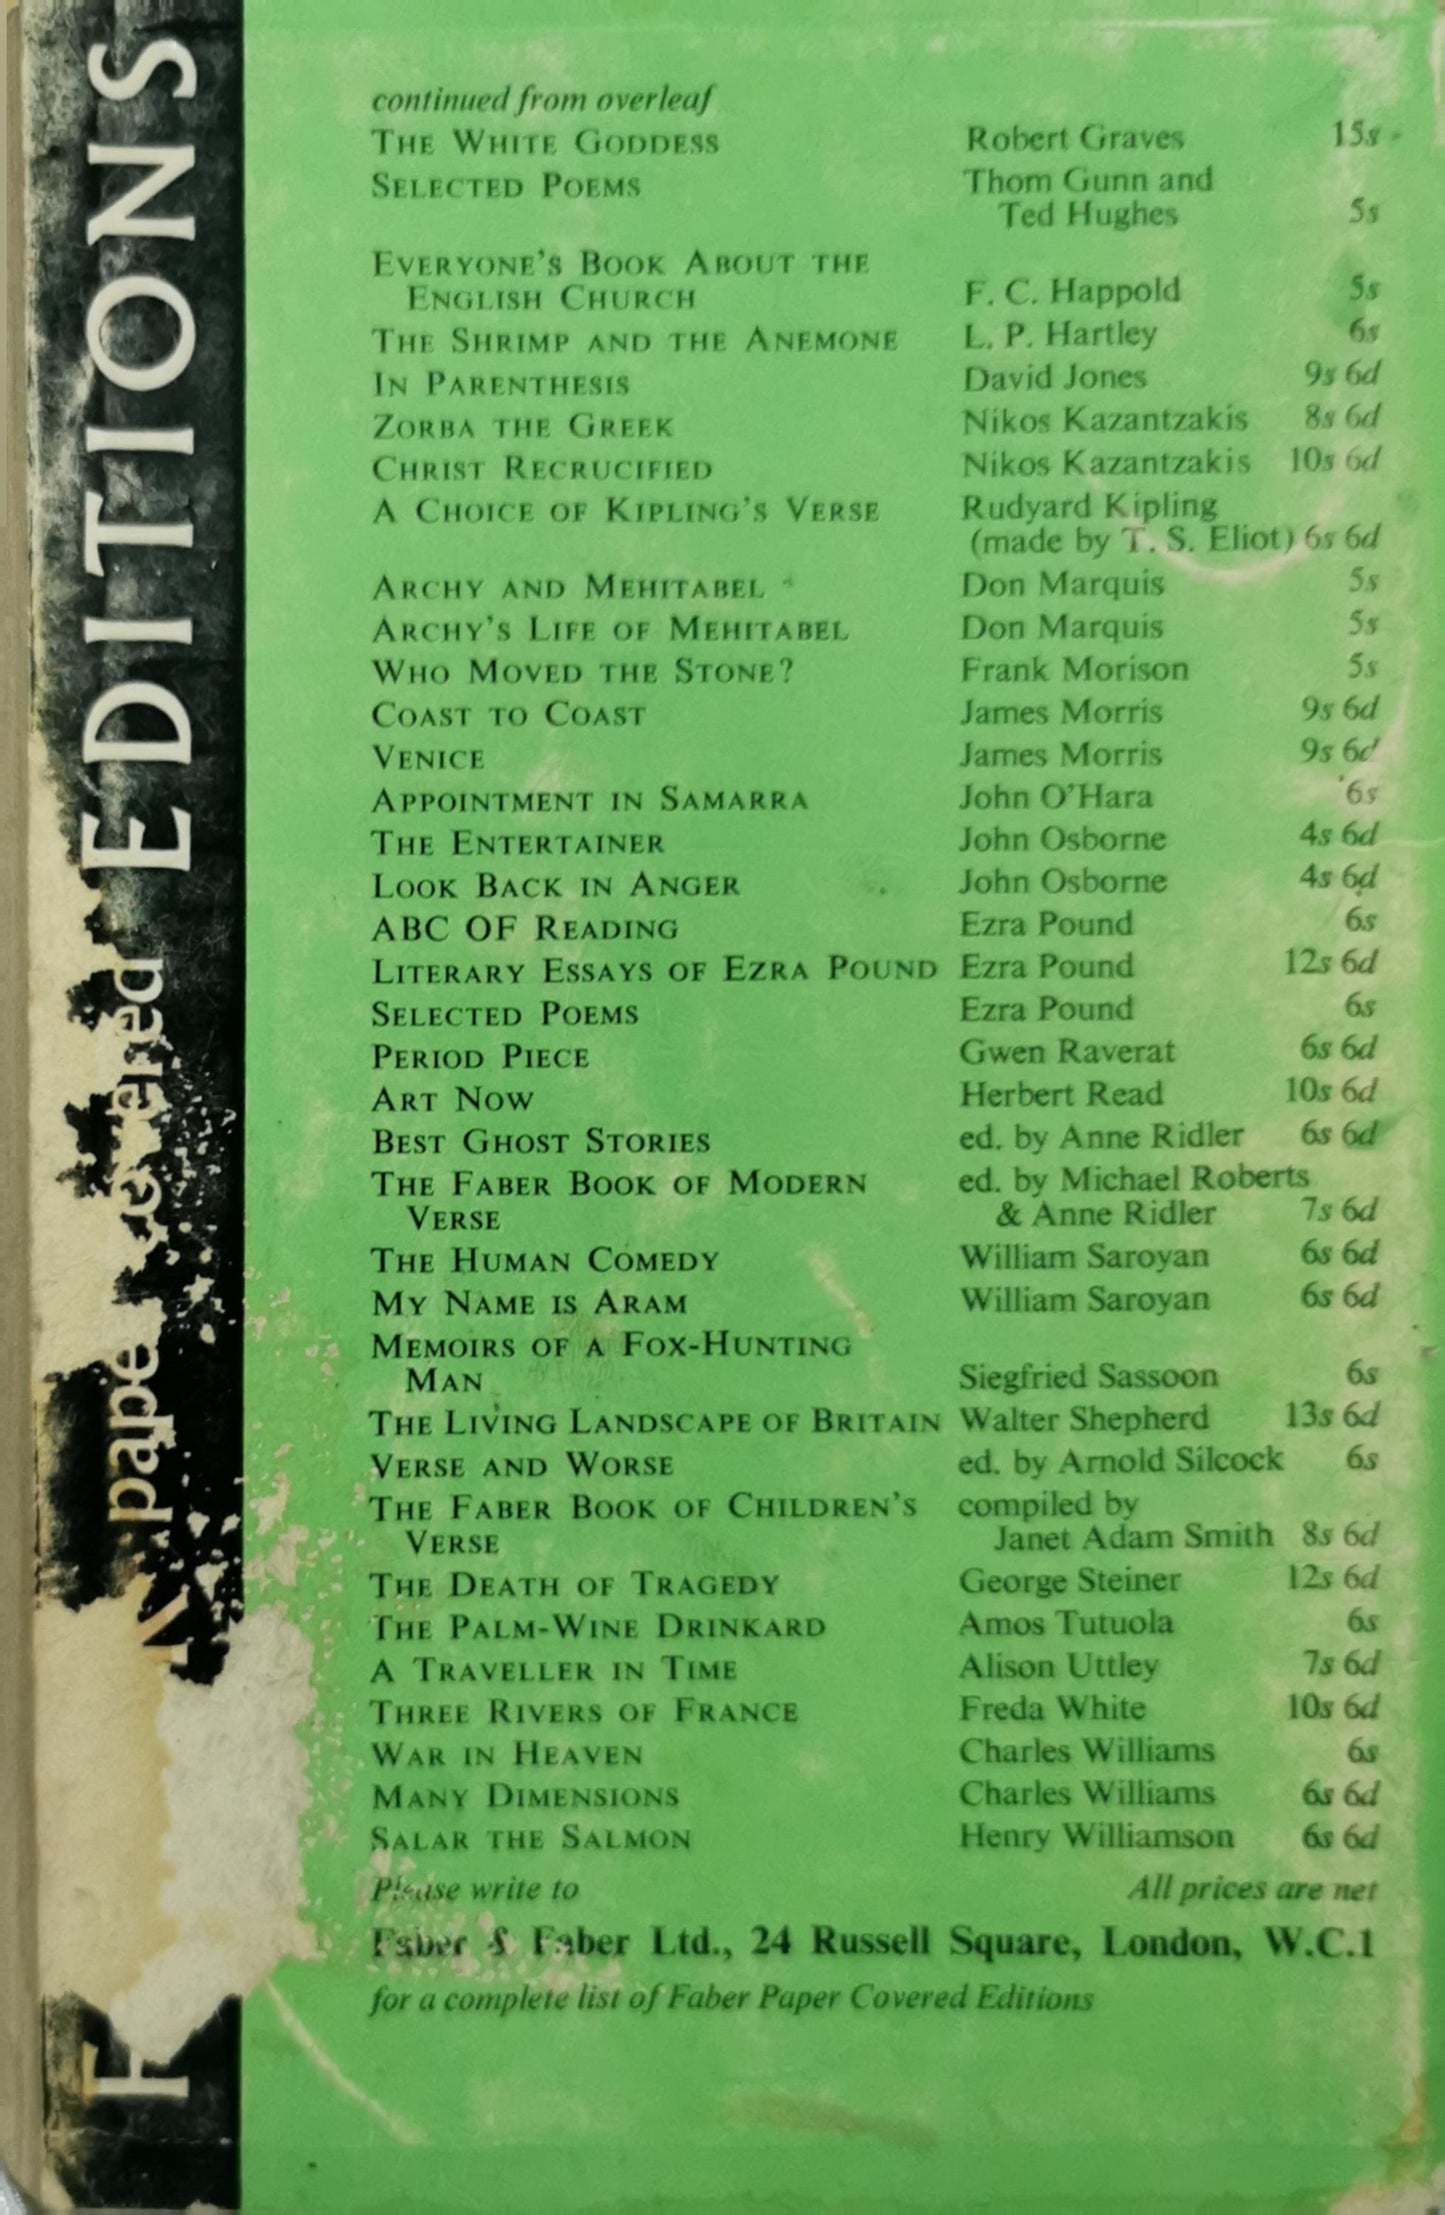 continued from overleaf
THE WHITE GODDESS Robert Graves 15s
SELECTED POEMS Thom Gunn and
Ted Hughes 5s
EVERYONE'S BOOK ABOUT THE
ENGLISH CHURCH F. C. Happold 5s
THE SHRIMP AND THE ANEMONE L. P. Hartley 6s
IN PARENTHESIS David Jones 9s 6d
ZORBA THE GREEK Nikos Kazantzakis 8s 6d
CHRIST RECRUCIFIED Nikos Kazantzakis 10s 6d
A CHOICE OF KIPLING'S VERSE Rudyard Kipling
(made by T. S. Eliot) 6s 6d
ARCHY AND MEHITABEL Don Marquis 5s
ARCHY'S LIFE OF MEHITABEL Don Marquis 5s
WHO MOVED THE STONE? Frank Morison 5s
COAST TO COAST James Morris 9s 6d
VENICE James Morris 9s 6d
APPOINTMENT IN SAMARRA John O'Hara 6s
THE ENTERTAINER John Osborne 4s 6d
LOOK BACK IN ANGER John Osborne 4s 6d
ABC OF READING Ezra Pound 6s
LITERARY ESSAYS OF EZRA POUND Ezra Pound 12s 6d
SELECTED POEMS Ezra Pound 6s
PERIOD PIECE Gwen Raverat 6s 6d
ART NOW Herbert Read 10s 6d
BEST GHOST STORIES ed. by Anne Ridler 6s 6d
THE FABER BOOK OF MODERN ed. by Michael Roberts
VERSE & Anne Ridler 7s 6d
THE HUMAN COMEDY William Saroyan 6s 6d
MY NAME IS ARAM William Saroyan 6s 6d
MEMOIRS OF A FOX-HUNTING
MAN Siegfried Sassoon 6s
THE LIVING LANDSCAPE OF BRITAIN Walter Shepherd 13s 6d
VERSE AND WORSE ed. by Arnold Silcock 6s
THE FABER BOOK OF CHILDREN'S compiled by
VERSE Janet Adam Smith 8s 6d
THE DEATH OF TRAGEDY George Steiner 12s 6d
THE PALM-WINE DRINKARD Amos Tutuola 6s
A TRAVELLER IN TIME Alison Uttley 7s 6d
THREE RIVERS OF FRANCE Freda White 10s 6d
WAR IN HEAVEN Charles Williams 6s
MANY DIMENSIONS Charles Williams 6s 6d
SALAR THE SALMON Henry Williamson 6s 6d
Please write to All prices are net
Faber & Faber Ltd., 24 Russell Square, London, W.C.1
for a complete list of Faber Paper Covered Editions
EDITIONS